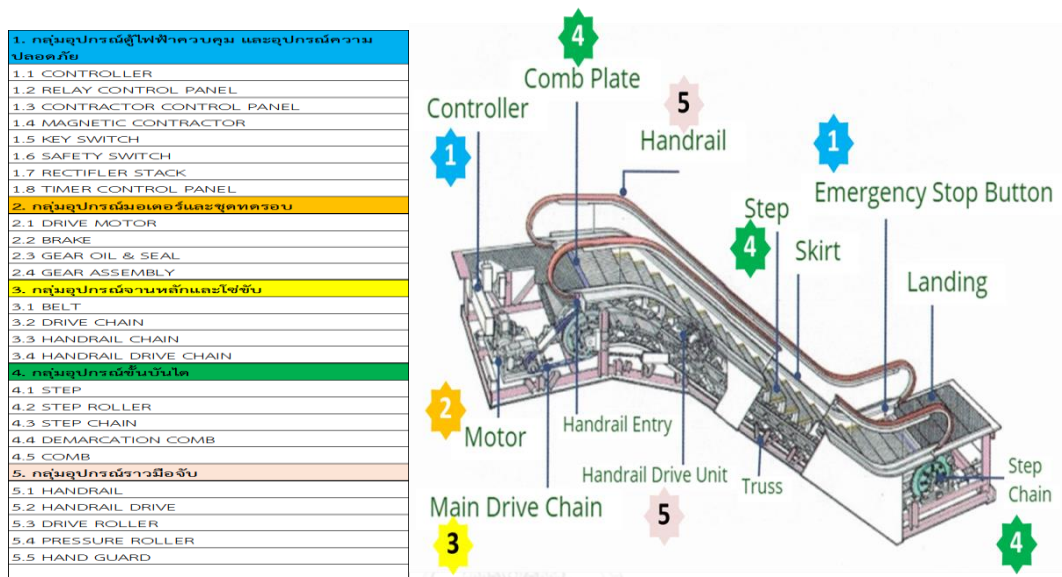 1. กลุ่มอุปกรณ์ตู้ไฟฟ้าควบคุม และอุปกรณ์ความ
ปลอดภัย
1.1 CONTROLLER
1.2 RELAY CONTROL PANEL
1.3 CONTRACTOR CONTROL PANEL
1.4 MAGNETIC CONTRACTOR
1.5 KEY SWITCH
1.6 SAFETY SWITCH
1.7 RECTIFLER STACK
1.8 TIMER CONTROL PANEL
2. กลุ่มอุปกรณ์มอเตอร์และชุดทดรอบ
2.1 DRIVE MOTOR
2.2 BRAKE
2.3 GEAR OIL & SEAL
2.4 GEAR ASSEMBLY
3. กลุ่มอุปกรณ์จานหลักและโซ่ขับ
3.1 BELT
3.2 DRIVE CHAIN
3.3 HANDRAIL CHAIN
3.4 HANDRAIL DRIVE CHAIN
4. กลุ่มอุปกรณ์ขั้นบันได
4.1 STEP
4.2 STEP ROLLER
4.3 STEP CHAIN
4.4 DEMARCATION COMB
4.5 COMB
5. กลุ่มอุปกรณ์ราวมือจับ
5.1 HANDRAIL
5.2 HANDRAIL DRIVE
5.3 DRIVE ROLLER
5.4 PRESSURE ROLLER
5.5 HAND GUARD
4
Comb Plate
5
Handrail
Controller
1
1
Emergency Stop Button
Step
4
Skirt
Landing
2
Motor
Handrail Entry
Handrail Drive Unit
5
Truss
Step
Chain
4
Main Drive Chain
3